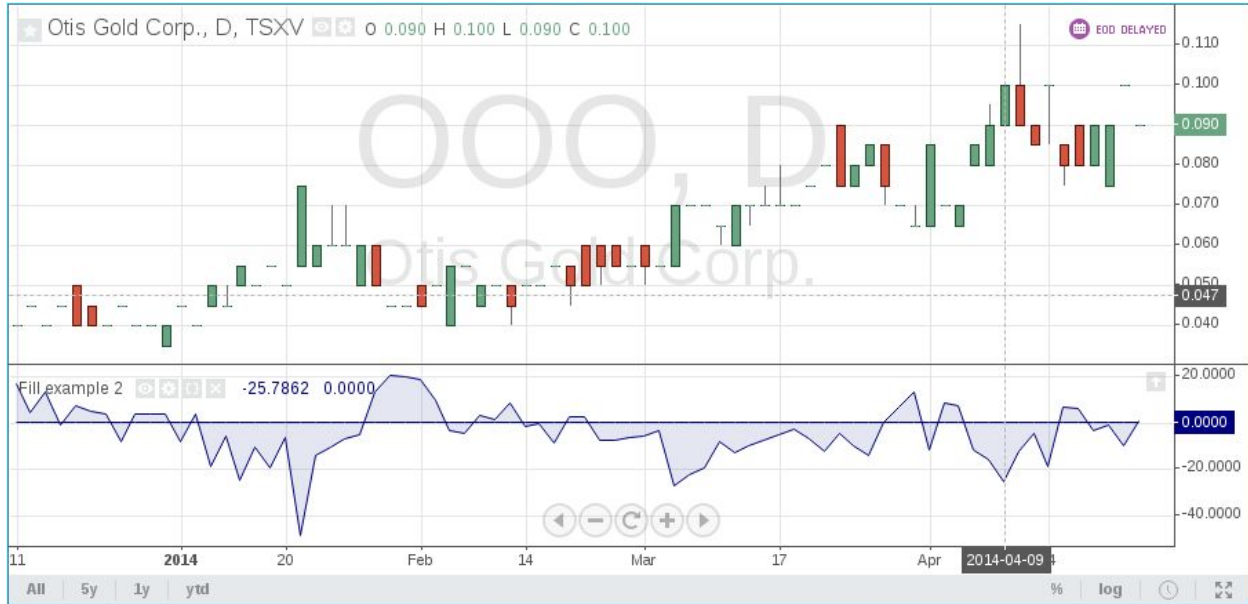 Otis Gold Corp., D, TSXV O 0.090 H 0.100 L 0.090 C 0.100
EOD DELAYED
OOO, D
Otis Gold Corp.
0.110
0.100
0.090
0.080
0.070
0.060
0.050
0.047
0.040
Fill example 2 -25.7862 0.0000
20.0000
0.0000
-20.0000
-40.0000
11 2014 20 Feb 14 Mar 17 Apr 2014-04-09 4
All 5y 1y ytd % log